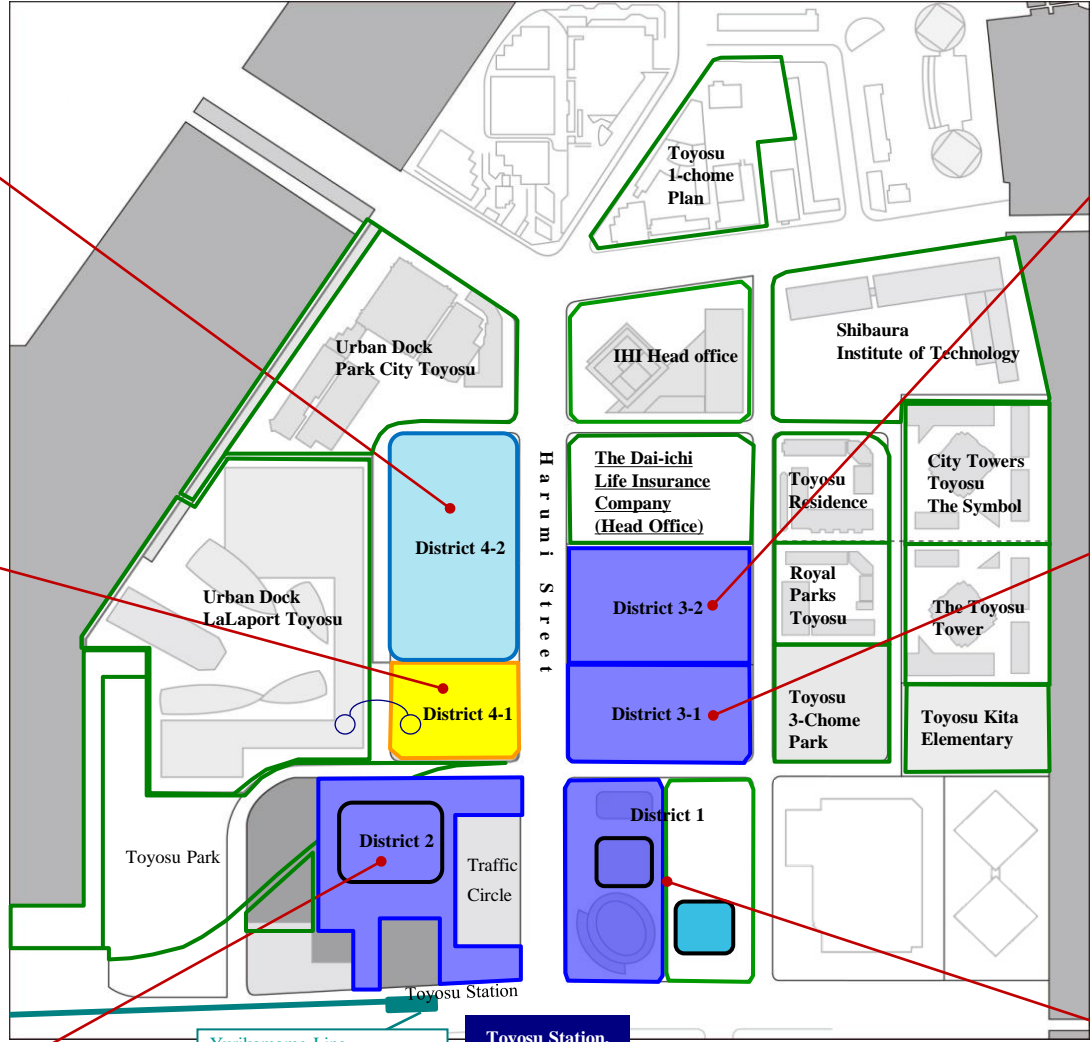 Toyosu
1-chome
Plan
Urban Dock
Park City Toyosu
IHI Head office
Shibaura
Institute of Technology
Harumi Street
The Dai-ichi
Life Insurance
Company
(Head Office)
Toyosu
Residence
City Towers
Toyosu
The Symbol
District 4-2
Urban Dock
LaLaport Toyosu
District 3-2
Royal
Parks
Toyosu
The Toyosu
Tower
District 4-1
District 3-1
Toyosu
3-Chome
Park
Toyosu Kita
Elementary
Toyosu Park
District 2
Traffic
Circle
District 1
Toyosu Station
Toyosu Station,